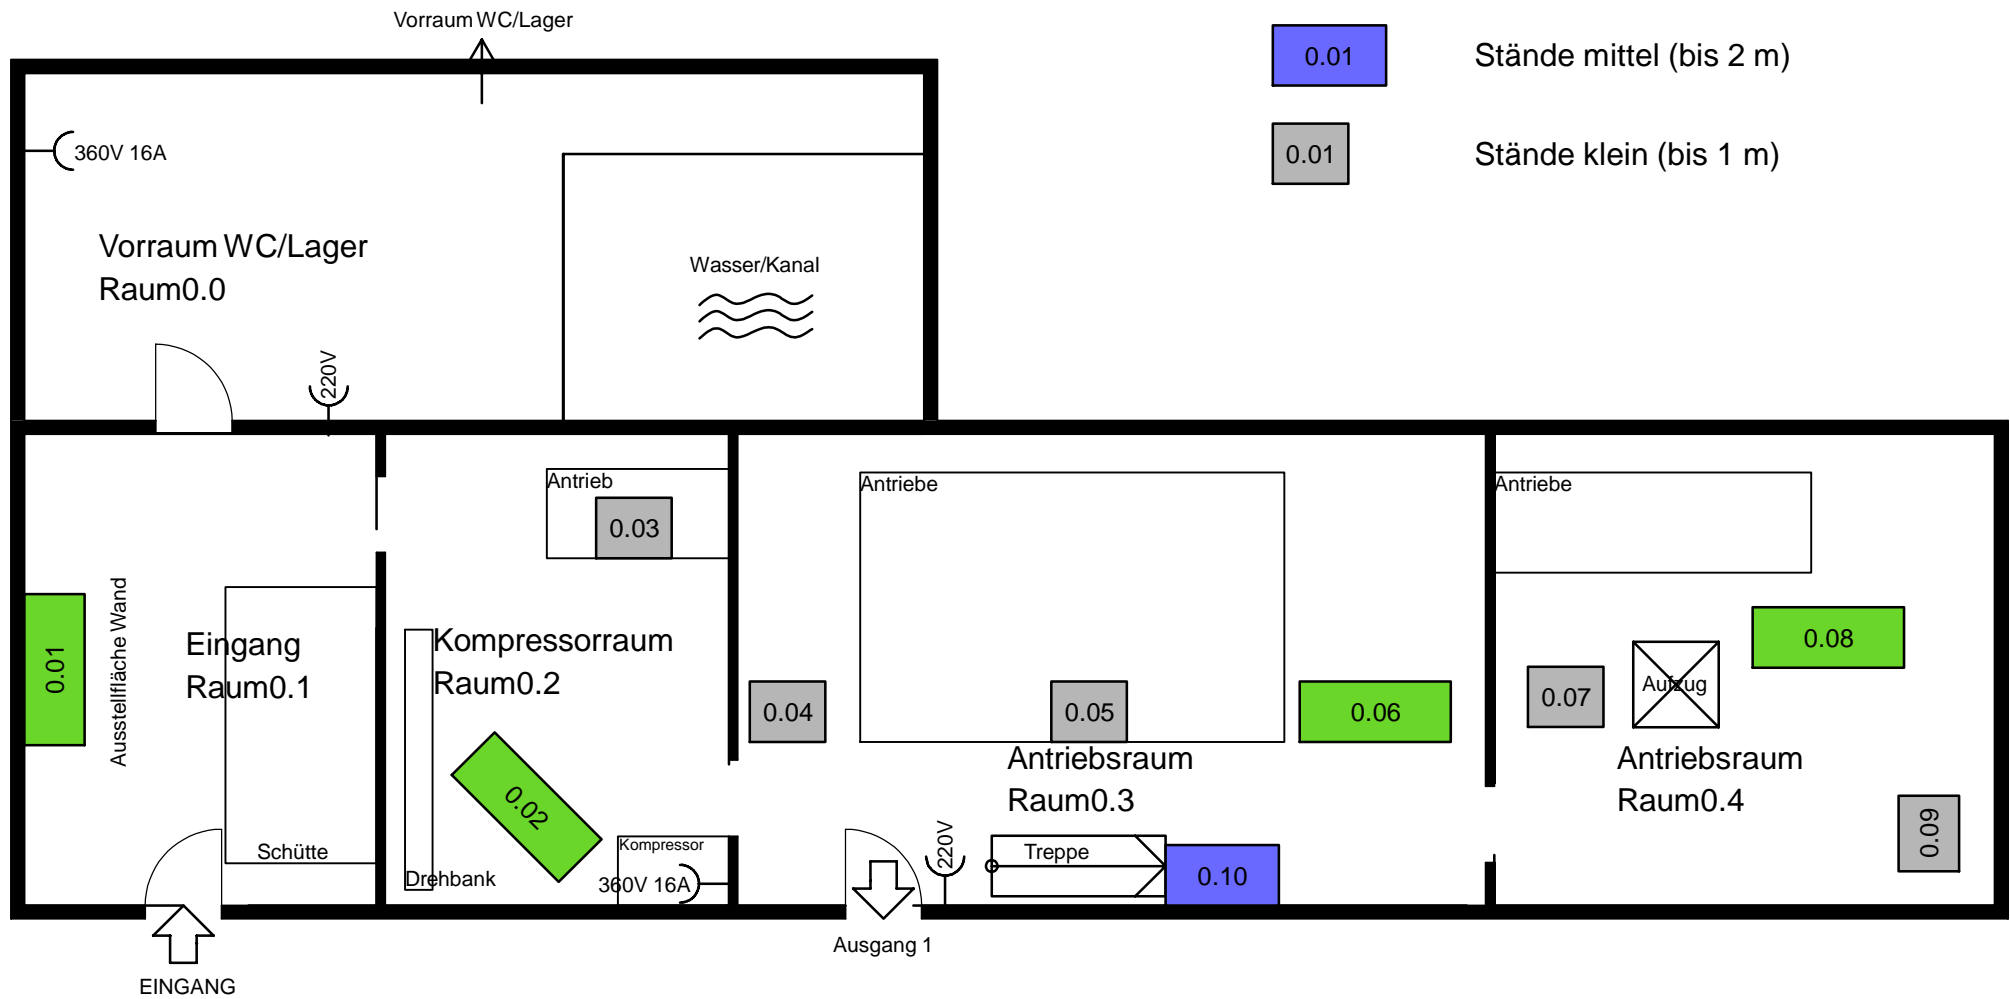 Vorraum WC/Lager
0.01
Stände mittel (bis 2 m)
0.01
Stände klein (bis 1 m)
360V 16A
Vorraum WC/Lager
Raum0.0
Wasser/Kanal
220V
Antrieb
0.03
Antriebe
Antriebe
0.01
Ausstellfläche Wand
Eingang
Raum0.1
Schütte
Kompressorraum
Raum0.2
0.02
Drehbank
Kompressor
360V 16A
0.04
0.05
0.06
Antriebsraum
Raum0.3
220V
Treppe
0.10
0.07
Aufzug
0.08
Antriebsraum
Raum0.4
0.09
EINGANG
Ausgang 1